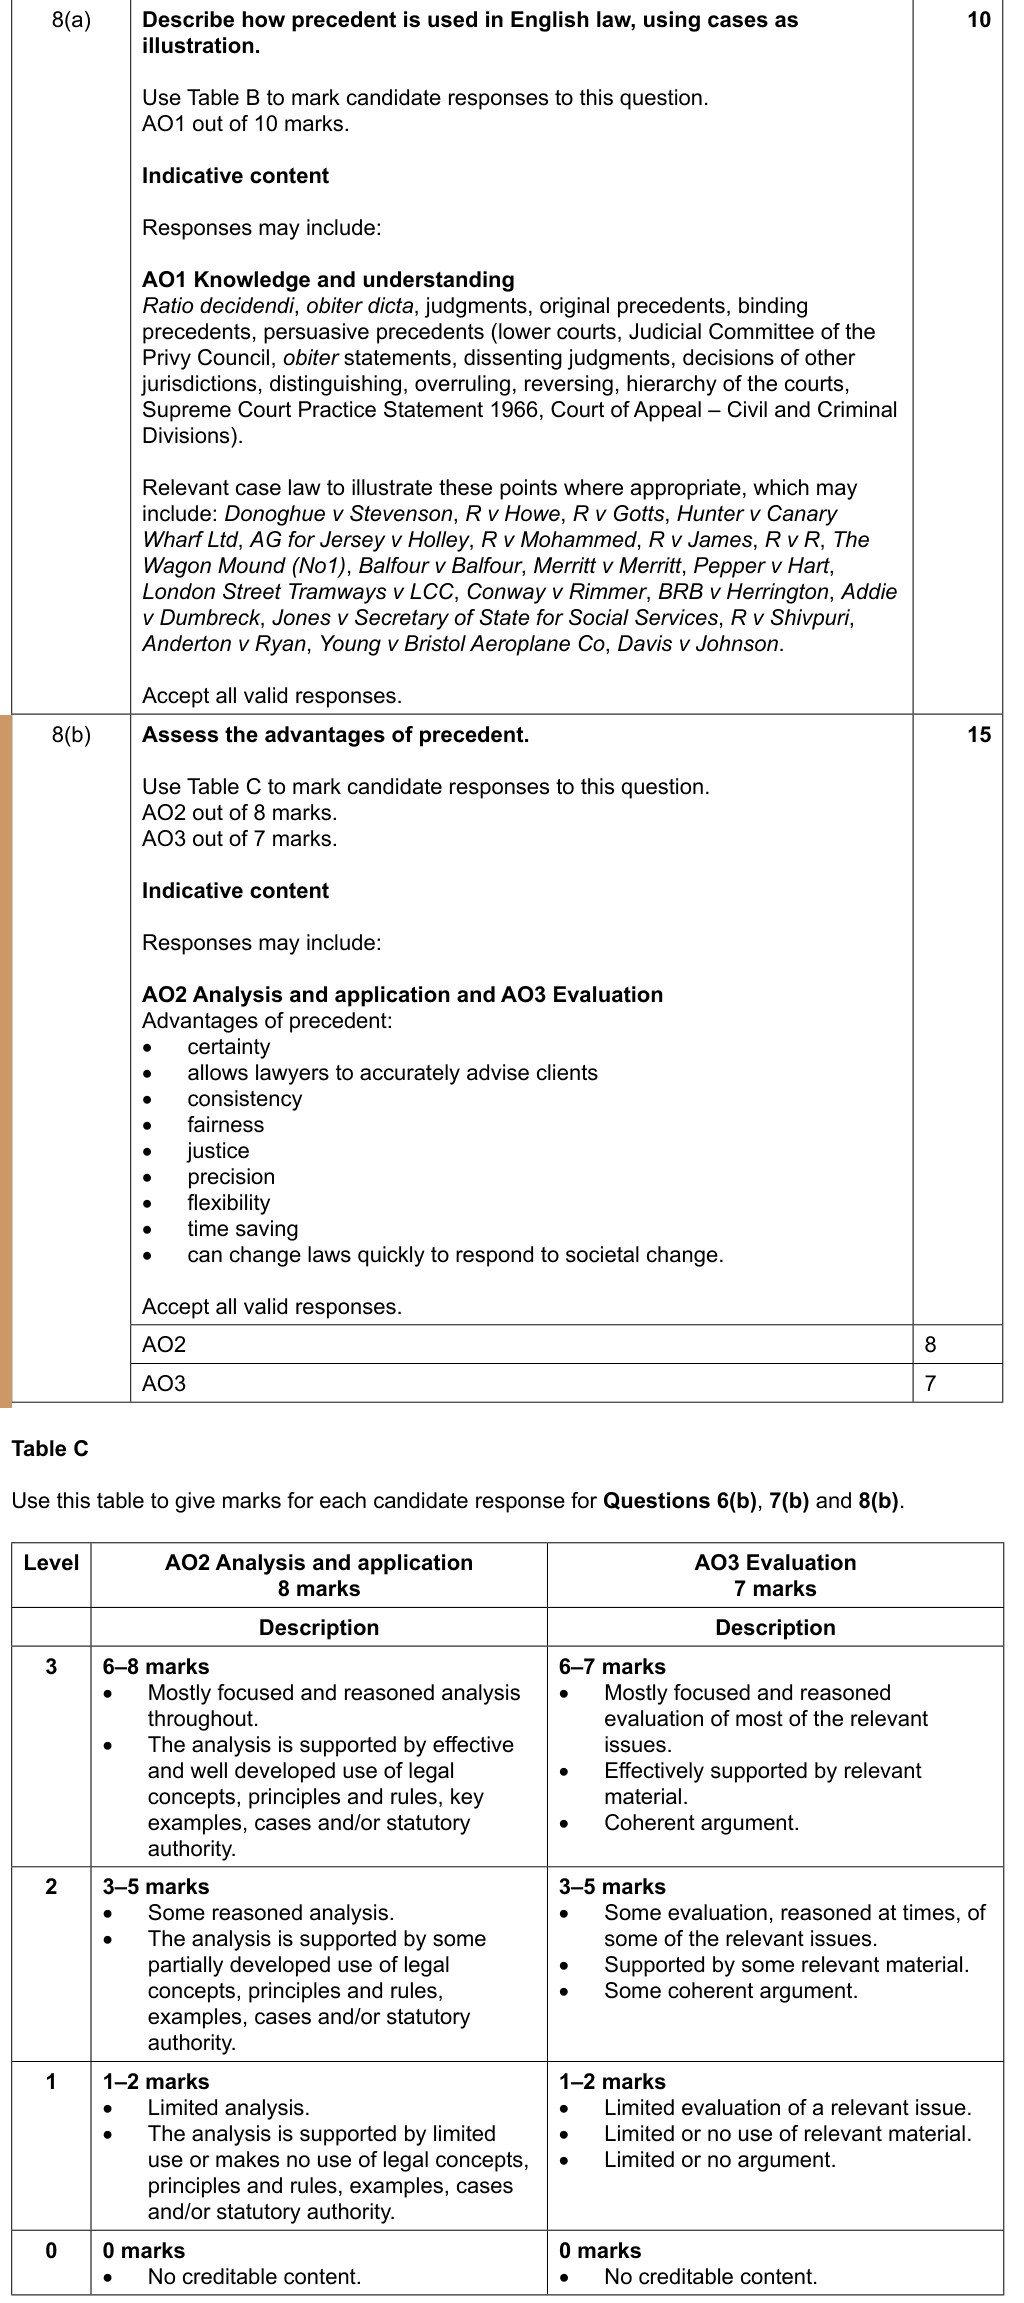 8(a) Describe how precedent is used in English law, using cases as 10
illustration.
Use Table B to mark candidate responses to this question.
AO1 out of 10 marks.
Indicative content
Responses may include:
AO1 Knowledge and understanding
Ratio decidendi, obiter dicta, judgments, original precedents, binding
precedents, persuasive precedents (lower courts, Judicial Committee of the
Privy Council, obiter statements, dissenting judgments, decisions of other
jurisdictions, distinguishing, overruling, reversing, hierarchy of the courts,
Supreme Court Practice Statement 1966, Court of Appeal – Civil and Criminal
Divisions).
Relevant case law to illustrate these points where appropriate, which may
include: Donoghue v Stevenson, R v Howe, R v Gotts, Hunter v Canary
Wharf Ltd, AG for Jersey v Holley, R v Mohammed, R v James, R v R, The
Wagon Mound (No1), Balfour v Balfour, Merritt v Merritt, Pepper v Hart,
London Street Tramways v LCC, Conway v Rimmer, BRB v Herrington, Addie
v Dumbreck, Jones v Secretary of State for Social Services, R v Shivpuri,
Anderton v Ryan, Young v Bristol Aeroplane Co, Davis v Johnson.
Accept all valid responses.
8(b) Assess the advantages of precedent. 15
Use Table C to mark candidate responses to this question.
AO2 out of 8 marks.
AO3 out of 7 marks.
Indicative content
Responses may include:
AO2 Analysis and application and AO3 Evaluation
Advantages of precedent:
• certainty
• allows lawyers to accurately advise clients
• consistency
• fairness
• justice
• precision
• flexibility
• time saving
• can change laws quickly to respond to societal change.
Accept all valid responses.
AO2 8
AO3 7
Table C
Use this table to give marks for each candidate response for Questions 6(b), 7(b) and 8(b).
Level
AO2 Analysis and application
8 marks
AO3 Evaluation
7 marks
Description
Description
3
6–8 marks
• Mostly focused and reasoned analysis
throughout.
• The analysis is supported by effective
and well developed use of legal
concepts, principles and rules, key
examples, cases and/or statutory
authority.
6–7 marks
• Mostly focused and reasoned
evaluation of most of the relevant
issues.
• Effectively supported by relevant
material.
• Coherent argument.
2
3–5 marks
• Some reasoned analysis.
• The analysis is supported by some
partially developed use of legal
concepts, principles and rules,
examples, cases and/or statutory
authority.
3–5 marks
• Some evaluation, reasoned at times, of
some of the relevant issues.
• Supported by some relevant material.
• Some coherent argument.
1
1–2 marks
• Limited analysis.
• The analysis is supported by limited
use or makes no use of legal concepts,
principles and rules, examples, cases
and/or statutory authority.
1–2 marks
• Limited evaluation of a relevant issue.
• Limited or no use of relevant material.
• Limited or no argument.
0
0 marks
• No creditable content.
0 marks
• No creditable content.